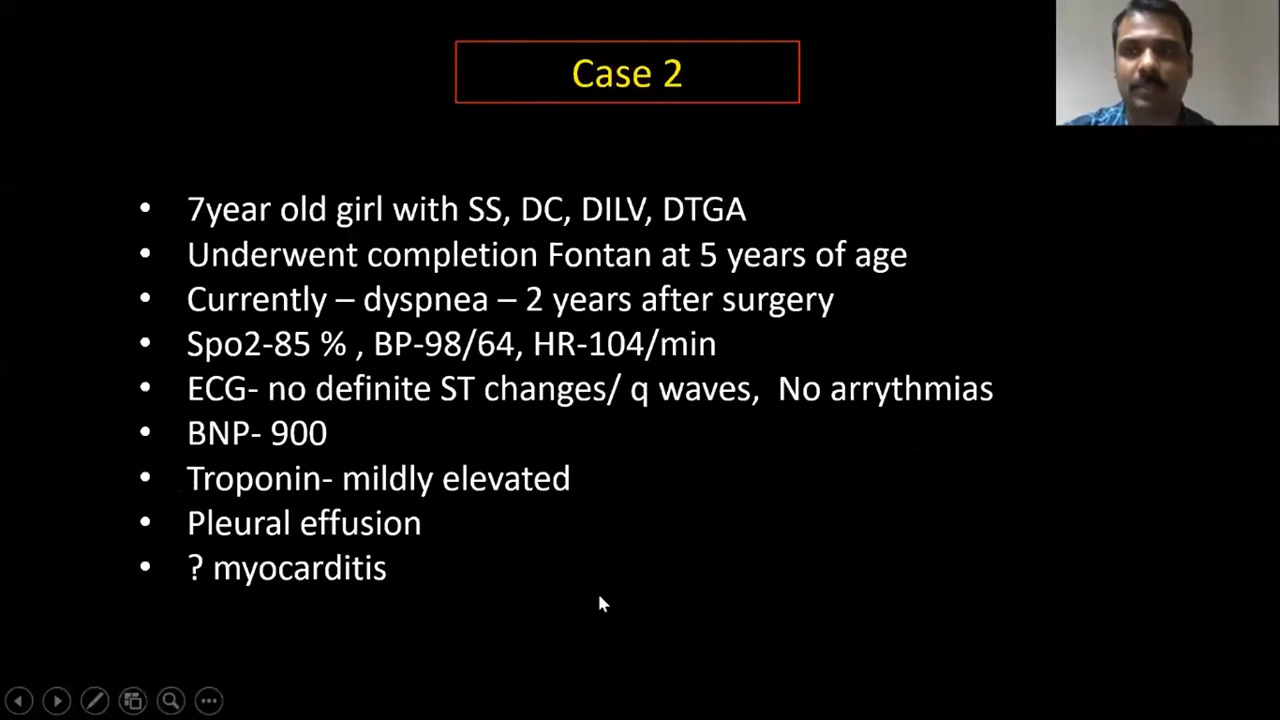 Case 2
• 7year old girl with SS, DC, DILV, DTGA
• Underwent completion Fontan at 5 years of age
• Currently – dyspnea – 2 years after surgery
• Spo2-85 % , BP-98/64, HR-104/min
• ECG- no definite ST changes/ q waves,  No arrythmias
• BNP- 900
• Troponin- mildly elevated
• Pleural effusion
• ? myocarditis